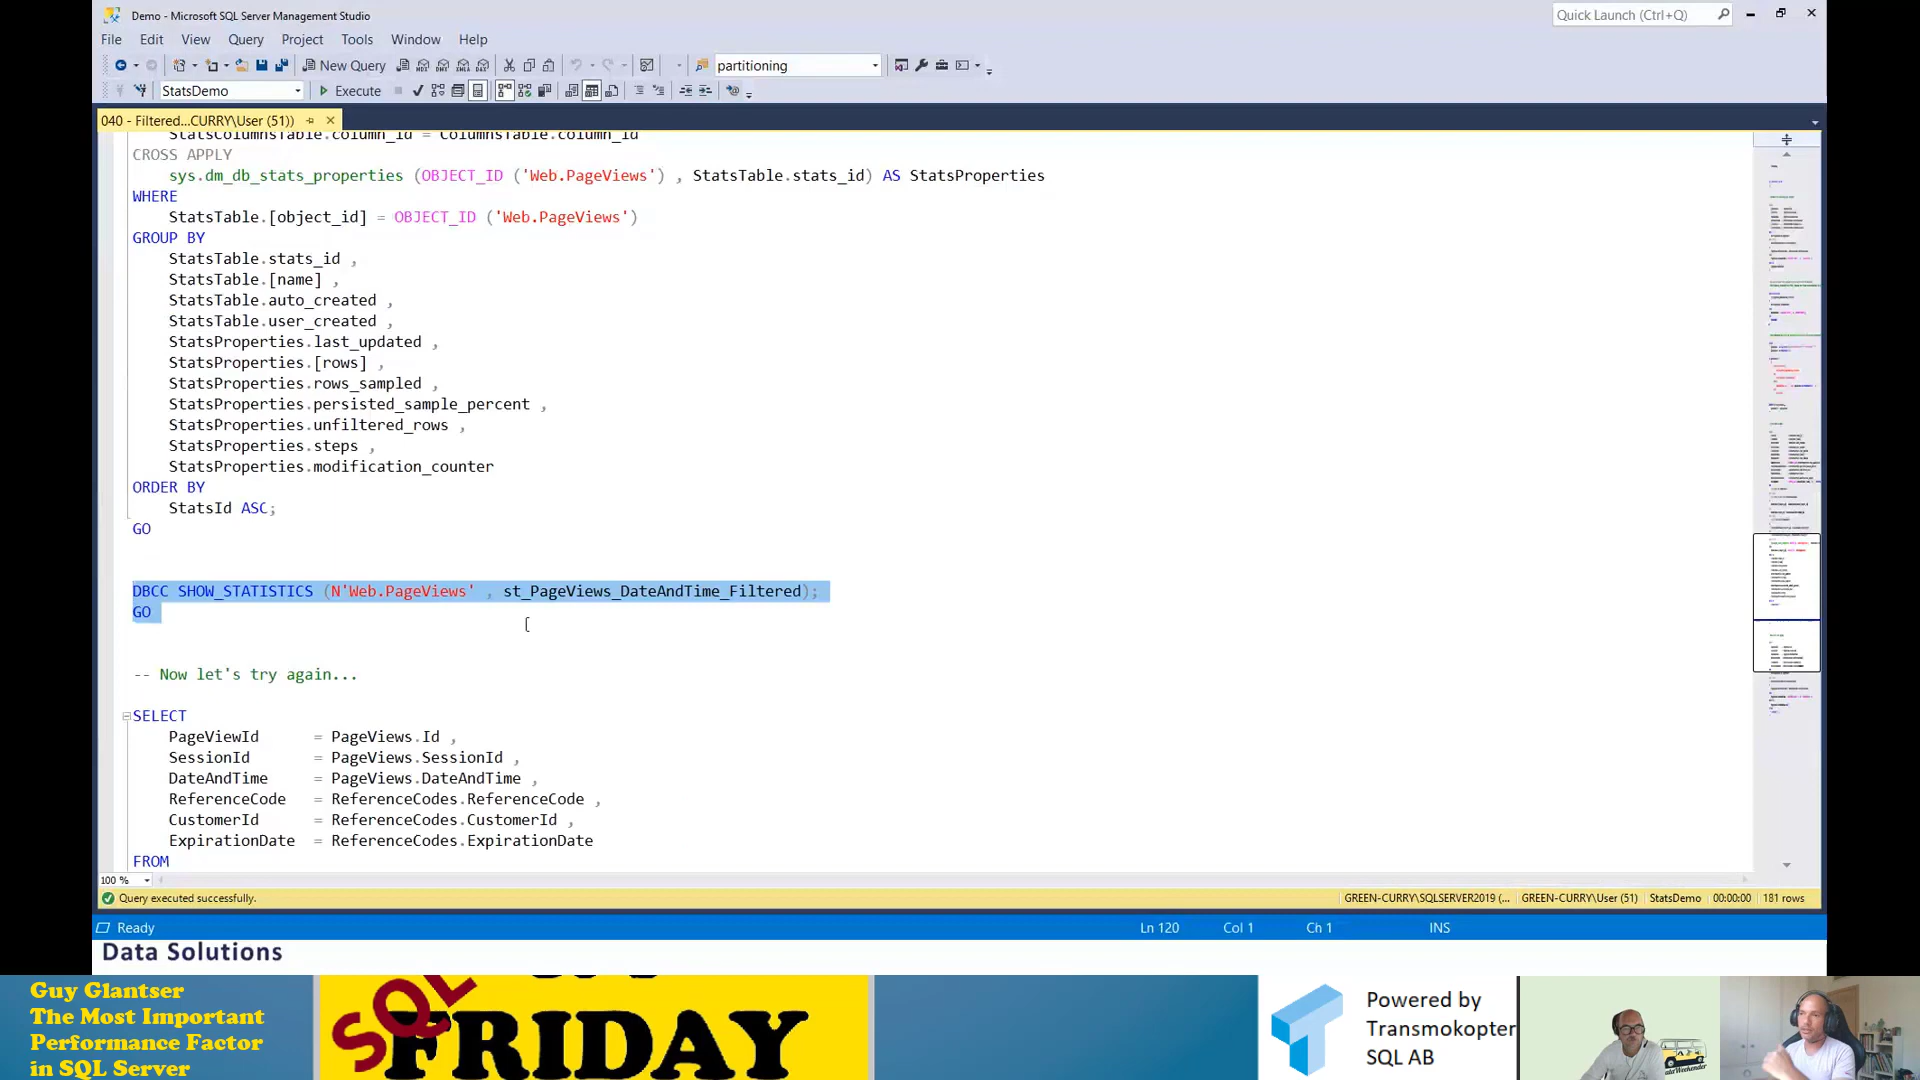 Demo - Microsoft SQL Server Management Studio
Quick Launch (Ctrl+Q)
File Edit View Query Project Tools Window Help
New Query
partitioning
StatsDemo
Execute
040 - Filtered...CURRY\User (51))
StatsColumnsTable.column_id = ColumnsTable.column_id
CROSS APPLY
sys.dm_db_stats_properties (OBJECT_ID ('Web.PageViews') , StatsTable.stats_id) AS StatsProperties
WHERE
StatsTable.[object_id] = OBJECT_ID ('Web.PageViews')
GROUP BY
StatsTable.stats_id ,
StatsTable.[name] ,
StatsTable.auto_created ,
StatsTable.user_created ,
StatsProperties.last_updated ,
StatsProperties.[rows] ,
StatsProperties.rows_sampled ,
StatsProperties.persisted_sample_percent ,
StatsProperties.unfiltered_rows ,
StatsProperties.steps ,
StatsProperties.modification_counter
ORDER BY
StatsId ASC;
GO
DBCC SHOW_STATISTICS (N'Web.PageViews' , st_PageViews_DateAndTime_Filtered);
GO
-- Now let's try again...
SELECT
PageViewId = PageViews.Id ,
SessionId = PageViews.SessionId ,
DateAndTime = PageViews.DateAndTime ,
ReferenceCode = ReferenceCodes.ReferenceCode ,
CustomerId = ReferenceCodes.CustomerId ,
ExpirationDate = ReferenceCodes.ExpirationDate
FROM
100 %
Query executed successfully.
GREEN-CURRY\SQLSERVER2019 (... GREEN-CURRY\User (51) StatsDemo 00:00:00 181 rows
Ready
Ln 120 Col 1 Ch 1 INS
Data Solutions
Guy Glantser
The Most Important
Performance Factor
in SQL Server
SQL
FRIDAY
Powered by
Transmokopter
SQL AB